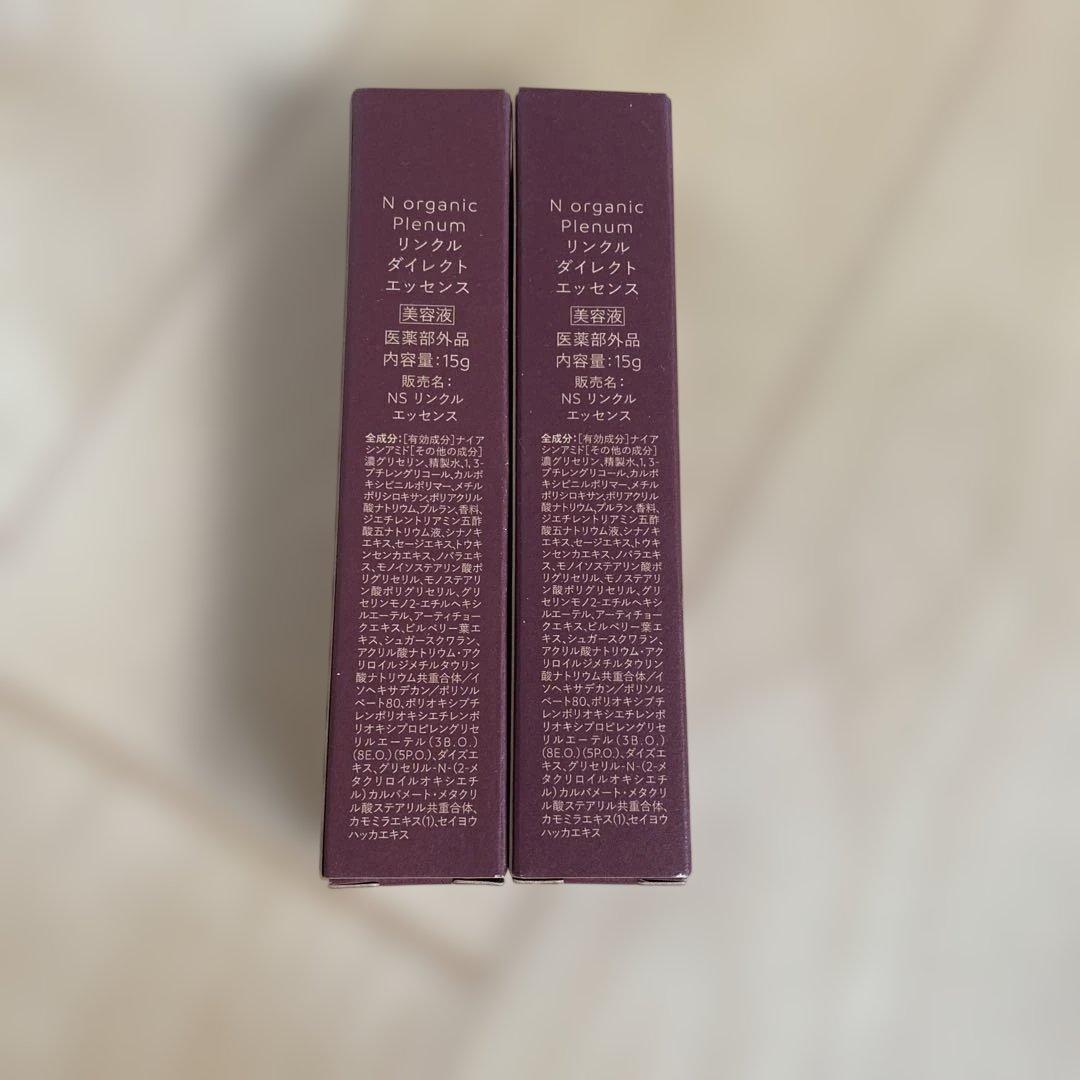 N organic
Plenum
リンクル
ダイレクト
エッセンス
美容液
医薬部外品
内容量:15g
販売名:
NS リンクル
エッセンス
全成分:[有効成分]ナイア
シンアミド[その他の成分]
濃グリセリン、精製水、1,3-
ブチレングリコール、カルボ
キシビニルポリマー、メチル
ポリシロキサン、ポリアクリル
酸ナトリウム、プルラン、香料、
ジエチレントリアミン五酢
酸五ナトリウム液、シナノキ
エキス、セージエキス、トウキ
ンセンカエキス、ノバラエキ
ス、モノイソステアリン酸ポ
リグリセリル、モノステアリ
ン酸ポリグリセリル、グリ
セリンモノ2-エチルヘキシ
ルエーテル、アーティチョー
クエキス、ビルベリー葉エ
キス、シュガースクワラン、
アクリル酸ナトリウム・アク
リロイルジメチルタウリン
酸ナトリウム共重合体/イ
ソヘキサデカン/ポリソル
ベート80、ポリオキシブチ
レンポリオキシエチレンポ
リオキシプロピレングリセ
リルエーテル(3B.O.)
(8E.O.)(5P.O.)、ダイズエ
キス、グリセリル-N-(2-メ
タクリロイルオキシエチ
ル)カルバメート・メタクリ
ル酸ステアリル共重合体、
カモミラエキス(1)、セイヨウ
ハッカエキス
N organic
Plenum
リンクル
ダイレクト
エッセンス
美容液
医薬部外品
内容量:15g
販売名:
NS リンクル
エッセンス
全成分:[有効成分]ナイア
シンアミド[その他の成分]
濃グリセリン、精製水、1,3-
ブチレングリコール、カルボ
キシビニルポリマー、メチル
ポリシロキサン、ポリアクリル
酸ナトリウム、プルラン、香料、
ジエチレントリアミン五酢
酸五ナトリウム液、シナノキ
エキス、セージエキス、トウキ
ンセンカエキス、ノバラエキ
ス、モノイソステアリン酸ポ
リグリセリル、モノステアリ
ン酸ポリグリセリル、グリ
セリンモノ2-エチルヘキシ
ルエーテル、アーティチョー
クエキス、ビルベリー葉エ
キス、シュガースクワラン、
アクリル酸ナトリウム・アク
リロイルジメチルタウリン
酸ナトリウム共重合体/イ
ソヘキサデカン/ポリソル
ベート80、ポリオキシブチ
レンポリオキシエチレンポ
リオキシプロピレングリセ
リルエーテル(3B.O.)
(8E.O.)(5P.O.)、ダイズエ
キス、グリセリル-N-(2-メ
タクリロイルオキシエチ
ル)カルバメート・メタクリ
ル酸ステアリル共重合体、
カモミラエキス(1)、セイヨウ
ハッカエキス